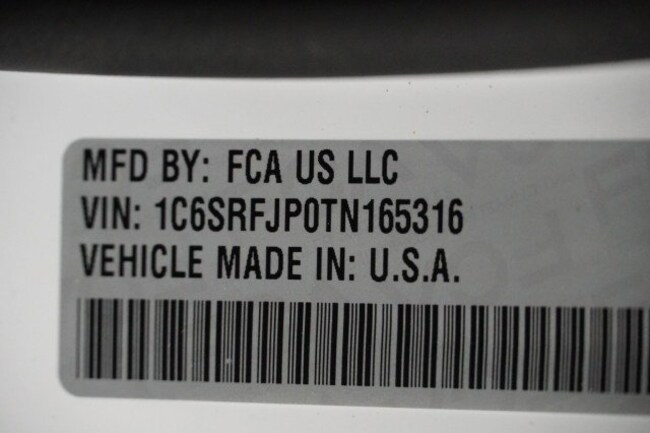 MFD BY: FCA US LLC
VIN: 1C6SRFJP0TN165316
VEHICLE MADE IN: U.S.A.